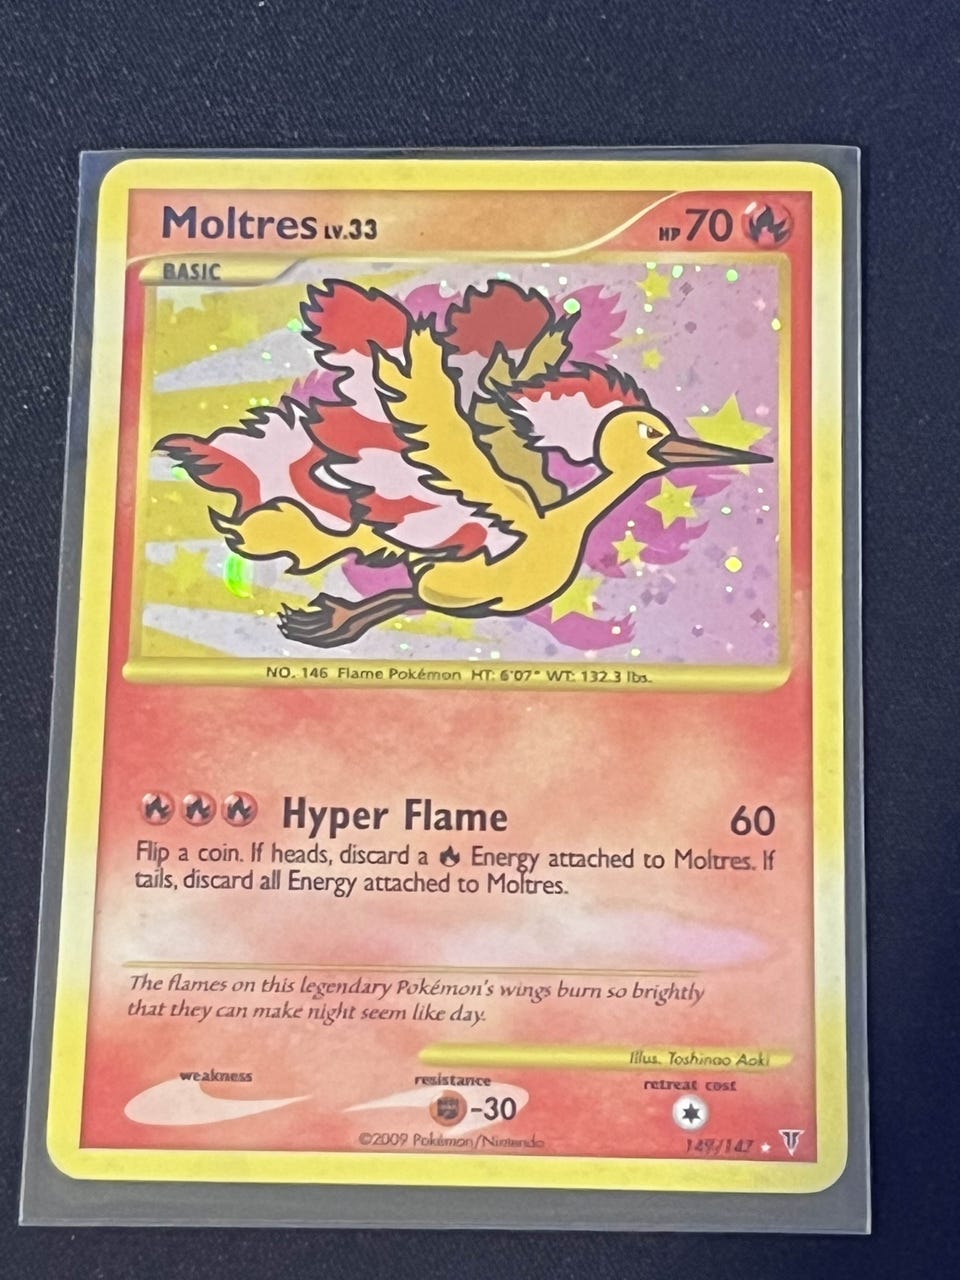 Moltres LV.33 HP 70
BASIC
NO. 146 Flame Pokémon HT: 6'07" WT: 132.3 lbs.
Hyper Flame 60
Flip a coin. If heads, discard a Energy attached to Moltres. If
tails, discard all Energy attached to Moltres.
The flames on this legendary Pokémon's wings burn so brightly
that they can make night seem like day.
Illus. Toshinao Aoki
weakness resistance retreat cost
-30
©2009 Pokémon/Nintendo 149/147